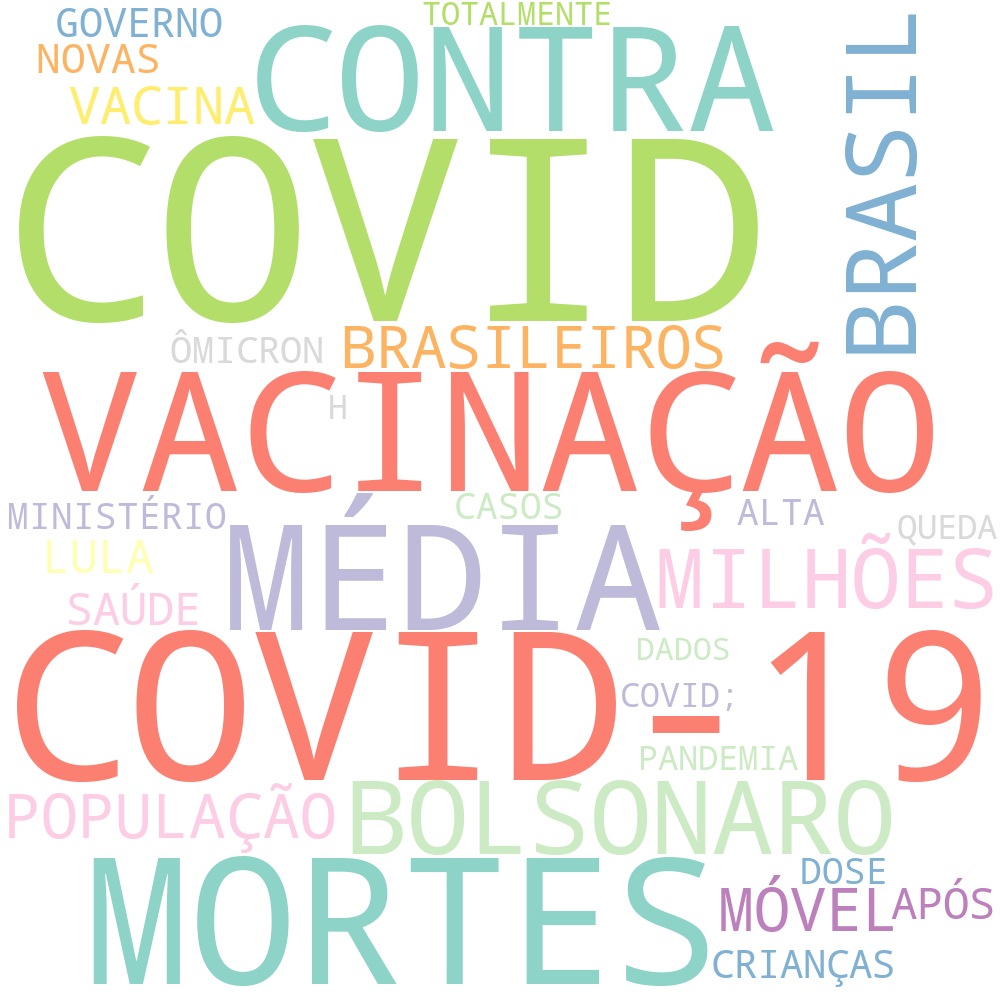 TOTALMENTE
GOVERNO
CONTRA
BRASIL
NOVAS
VACINA
COVID
BRASILEIROS
ÔMICRON
VACINAÇÃO
H
MINISTÉRIO
CASOS
ALTA
QUEDA
MÉDIA
LULA
MILHÕES
SAÚDE
COVID-19
DADOS
COVID;
PANDEMIA
POPULAÇÃO
BOLSONARO
MORTES
DOSE
MÓVEL
APÓS
CRIANÇAS